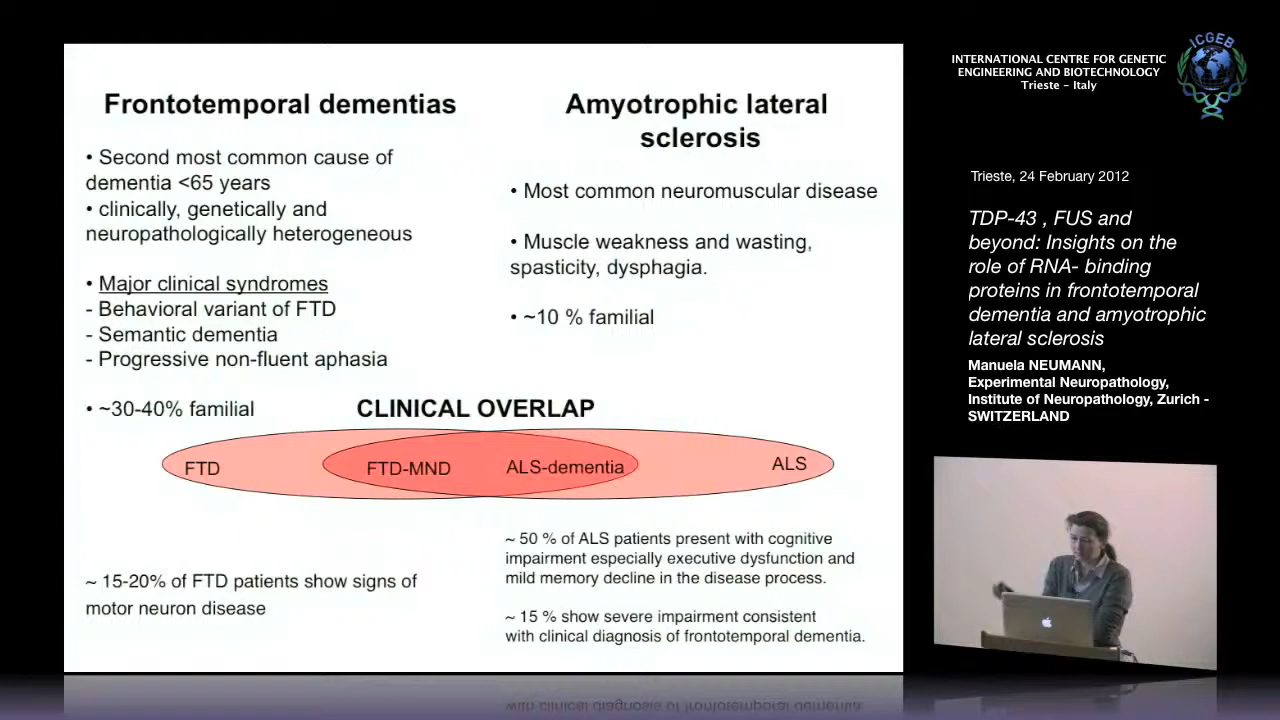 Frontotemporal dementias
• Second most common cause of
dementia <65 years
• clinically, genetically and
neuropathologically heterogeneous
• Major clinical syndromes
- Behavioral variant of FTD
- Semantic dementia
- Progressive non-fluent aphasia
• ~30-40% familial
Amyotrophic lateral
sclerosis
• Most common neuromuscular disease
• Muscle weakness and wasting,
spasticity, dysphagia.
• ~10 % familial
CLINICAL OVERLAP
FTD
FTD-MND
ALS-dementia
ALS
~ 15-20% of FTD patients show signs of
motor neuron disease
~ 50 % of ALS patients present with cognitive
impairment especially executive dysfunction and
mild memory decline in the disease process.
~ 15 % show severe impairment consistent
with clinical diagnosis of frontotemporal dementia.
INTERNATIONAL CENTRE FOR GENETIC
ENGINEERING AND BIOTECHNOLOGY
Trieste - Italy
ICGEB
Trieste, 24 February 2012
TDP-43 , FUS and
beyond: Insights on the
role of RNA- binding
proteins in frontotemporal
dementia and amyotrophic
lateral sclerosis
Manuela NEUMANN,
Experimental Neuropathology,
Institute of Neuropathology, Zurich -
SWITZERLAND